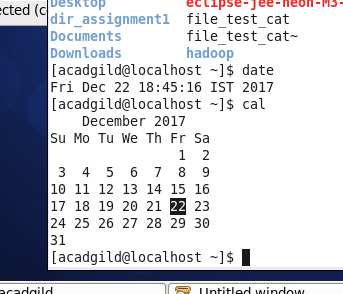 ected (c
Desktop eclipse-jee-neon-M3-
dir_assignment1 file_test_cat
Documents file_test_cat~
Downloads hadoop
[acadgild@localhost ~]$ date
Fri Dec 22 18:45:16 IST 2017
[acadgild@localhost ~]$ cal
December 2017
Su Mo Tu We Th Fr Sa
1 2
3 4 5 6 7 8 9
10 11 12 13 14 15 16
17 18 19 20 21 22 23
24 25 26 27 28 29 30
31
[acadgild@localhost ~]$
acadgild Untitled window